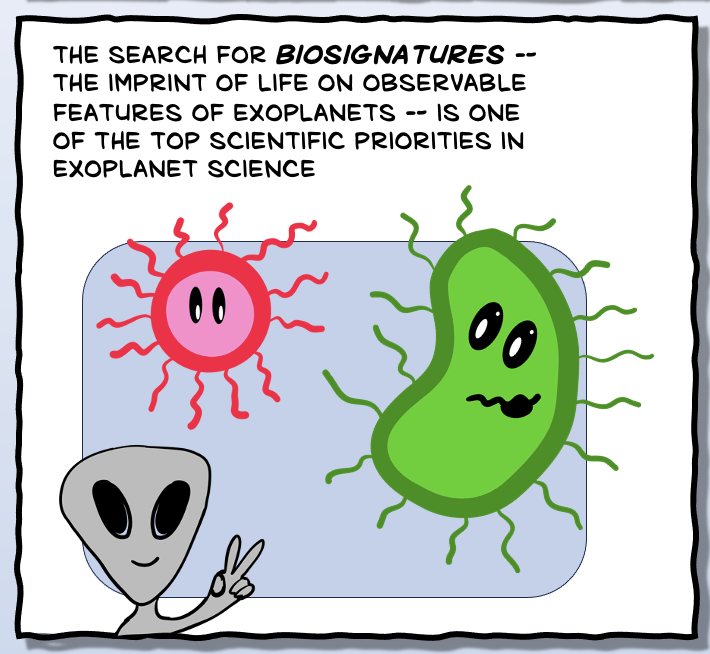 THE SEARCH FOR BIOSIGNATURES --
THE IMPRINT OF LIFE ON OBSERVABLE
FEATURES OF EXOPLANETS -- IS ONE
OF THE TOP SCIENTIFIC PRIORITIES IN
EXOPLANET SCIENCE